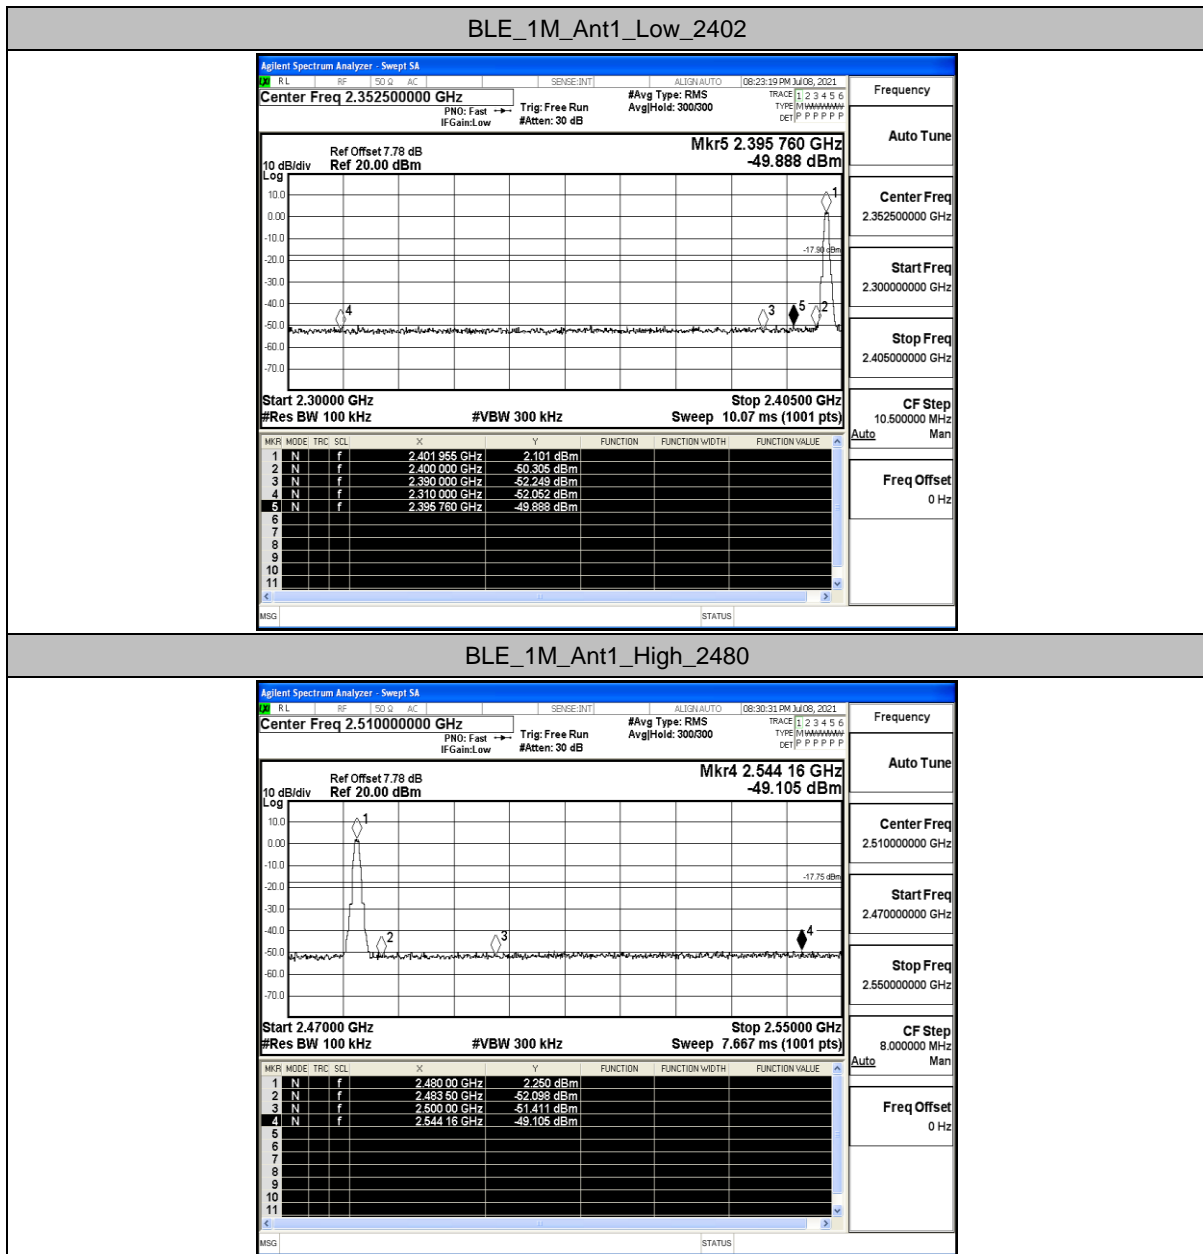 BLE_1M_Ant1_Low_2402
Agilent Spectrum Analyzer - Swept SA
RL RF 50 Ω AC SENSE:INT ALIGN AUTO 08:23:19 PM Jul 08, 2021
Center Freq 2.352500000 GHz #Avg Type: RMS TRACE 1 2 3 4 5 6
PNO: Fast Trig: Free Run Avg|Hold: 300/300 TYPE M
IFGain:Low #Atten: 30 dB DET P P P P P P
Mkr5 2.395 760 GHz
-49.888 dBm
Ref Offset 7.78 dB
10 dB/div Ref 20.00 dBm
Log
10.0
0.00
-10.0
-20.0
-30.0
-40.0
-50.0
-60.0
-70.0
-17.90 dBm
1
4
3
5
2
Start 2.30000 GHz Stop 2.40500 GHz
#Res BW 100 kHz #VBW 300 kHz Sweep 10.07 ms (1001 pts)
MKR MODE TRC SCL X Y FUNCTION FUNCTION WIDTH FUNCTION VALUE
1 N f 2.401 955 GHz 2.101 dBm
2 N f 2.400 000 GHz -50.305 dBm
3 N f 2.390 000 GHz -52.249 dBm
4 N f 2.310 000 GHz -52.052 dBm
5 N f 2.395 760 GHz -49.888 dBm
6
7
8
9
10
11
MSG STATUS
Frequency
Auto Tune
Center Freq
2.352500000 GHz
Start Freq
2.300000000 GHz
Stop Freq
2.405000000 GHz
CF Step
10.500000 MHz
Auto Man
Freq Offset
0 Hz
BLE_1M_Ant1_High_2480
Agilent Spectrum Analyzer - Swept SA
RL RF 50 Ω AC SENSE:INT ALIGN AUTO 08:30:31 PM Jul 08, 2021
Center Freq 2.510000000 GHz #Avg Type: RMS TRACE 1 2 3 4 5 6
PNO: Fast Trig: Free Run Avg|Hold: 300/300 TYPE M
IFGain:Low #Atten: 30 dB DET P P P P P P
Mkr4 2.544 16 GHz
-49.105 dBm
Ref Offset 7.78 dB
10 dB/div Ref 20.00 dBm
Log
10.0
0.00
-10.0
-20.0
-30.0
-40.0
-50.0
-60.0
-70.0
-17.75 dBm
1
2
3
4
Start 2.47000 GHz Stop 2.55000 GHz
#Res BW 100 kHz #VBW 300 kHz Sweep 7.667 ms (1001 pts)
MKR MODE TRC SCL X Y FUNCTION FUNCTION WIDTH FUNCTION VALUE
1 N f 2.480 00 GHz 2.250 dBm
2 N f 2.483 50 GHz -52.098 dBm
3 N f 2.500 00 GHz -51.411 dBm
4 N f 2.544 16 GHz -49.105 dBm
5
6
7
8
9
10
11
MSG STATUS
Frequency
Auto Tune
Center Freq
2.510000000 GHz
Start Freq
2.470000000 GHz
Stop Freq
2.550000000 GHz
CF Step
8.000000 MHz
Auto Man
Freq Offset
0 Hz